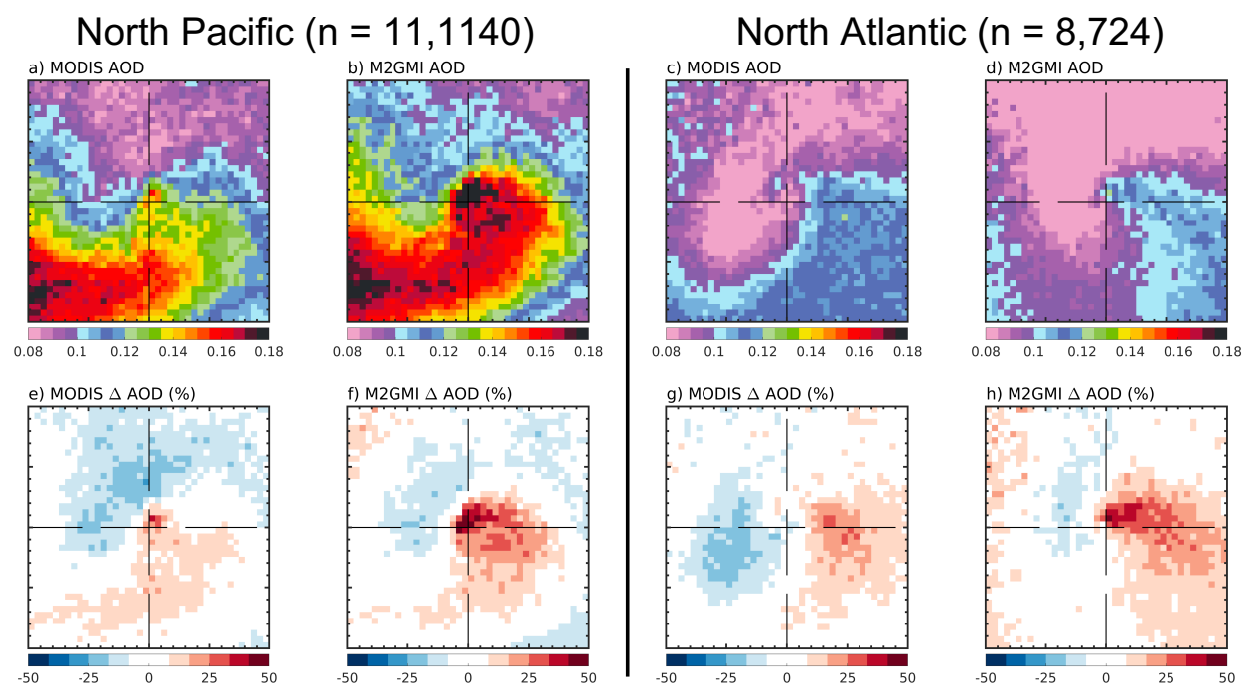 North Pacific (n = 11,1140)
North Atlantic (n = 8,724)
a) MODIS AOD
b) M2GMI AOD
c) MODIS AOD
d) M2GMI AOD
0.08 0.1 0.12 0.14 0.16 0.18
0.08 0.1 0.12 0.14 0.16 0.18
0.08 0.1 0.12 0.14 0.16 0.18
0.08 0.1 0.12 0.14 0.16 0.18
e) MODIS Δ AOD (%)
f) M2GMI Δ AOD (%)
g) MODIS Δ AOD (%)
h) M2GMI Δ AOD (%)
-50 -25 0 25 50
-50 -25 0 25 50
-50 -25 0 25 50
-50 -25 0 25 50